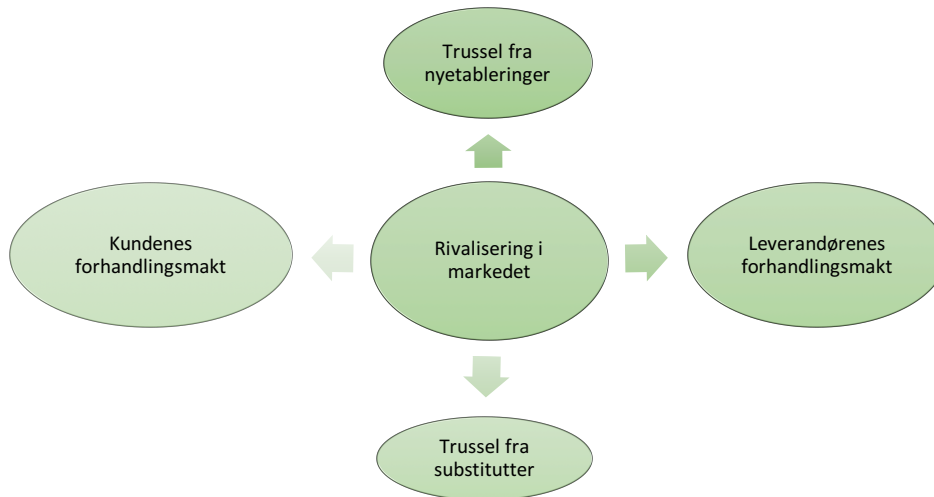 Trussel fra
nyetableringer
Kundenes
forhandlingsmakt
Rivalisering i
markedet
Leverandørenes
forhandlingsmakt
Trussel fra
substitutter